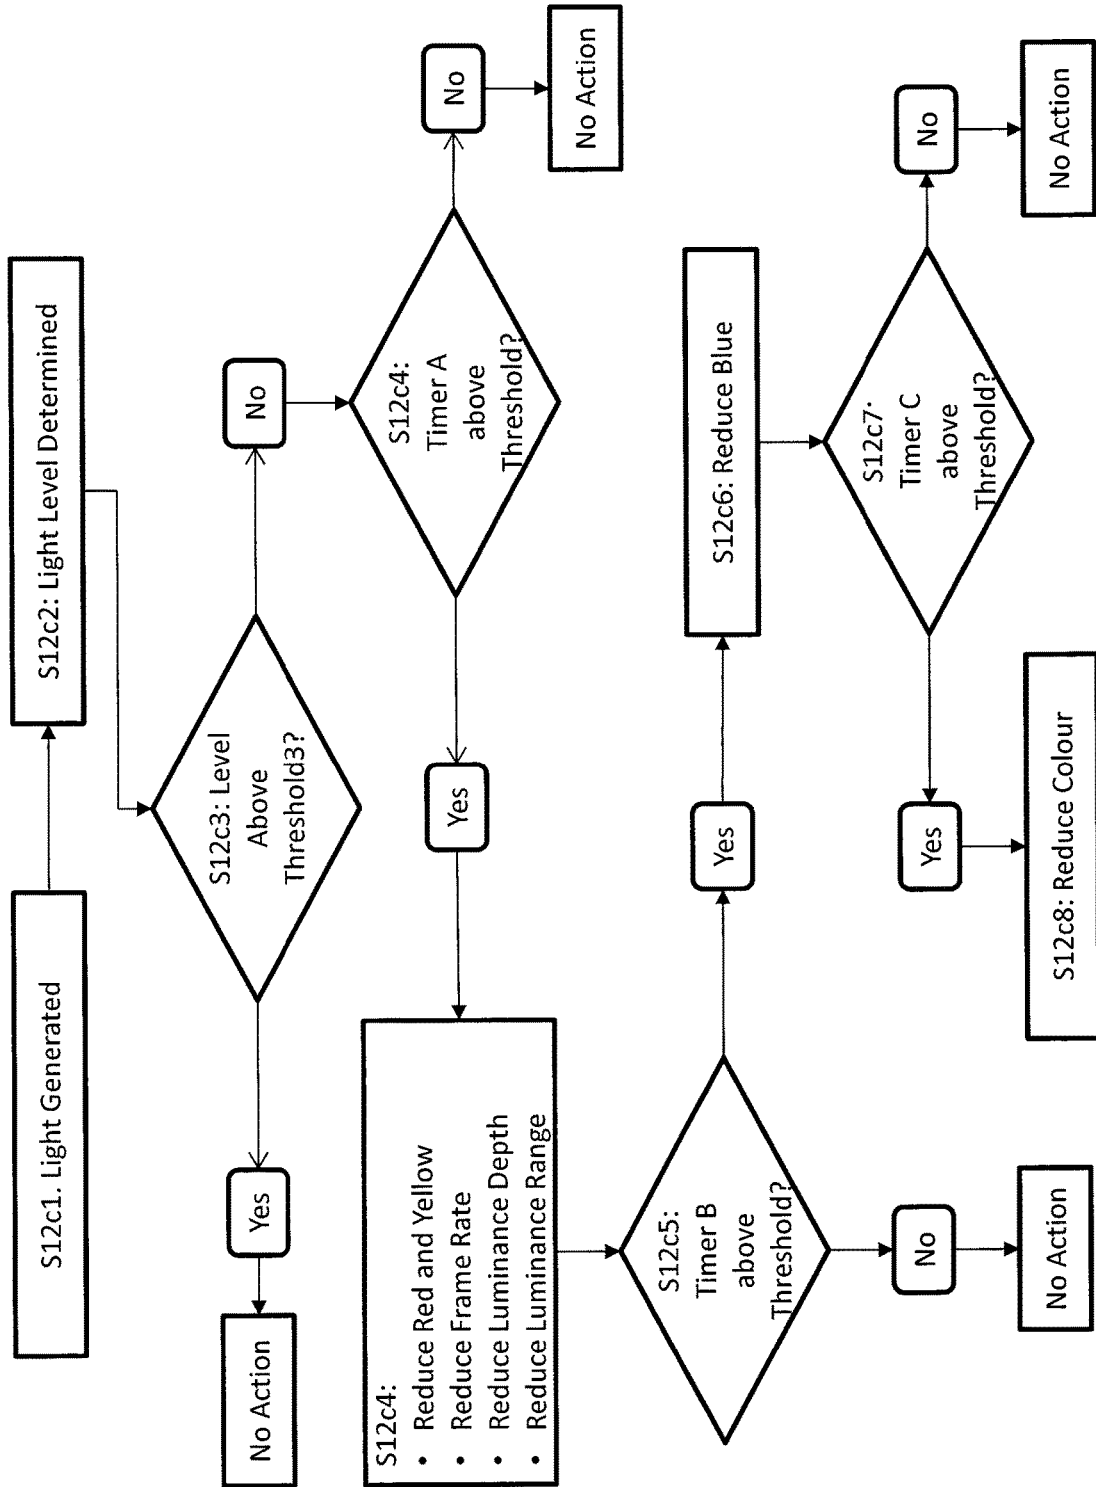 S12c1. Light Generated
S12c2: Light Level Determined
S12c3: Level
Above
Threshold3?
Yes
No Action
No
S12c4:
Timer A
above
Threshold?
No
No Action
Yes
S12c4:
• Reduce Red and Yellow
• Reduce Frame Rate
• Reduce Luminance Depth
• Reduce Luminance Range
S12c5:
Timer B
above
Threshold?
No
No Action
Yes
S12c6: Reduce Blue
S12c7·
Timer C
above
Threshold?
No
No Action
Yes
S12c8: Reduce Colour